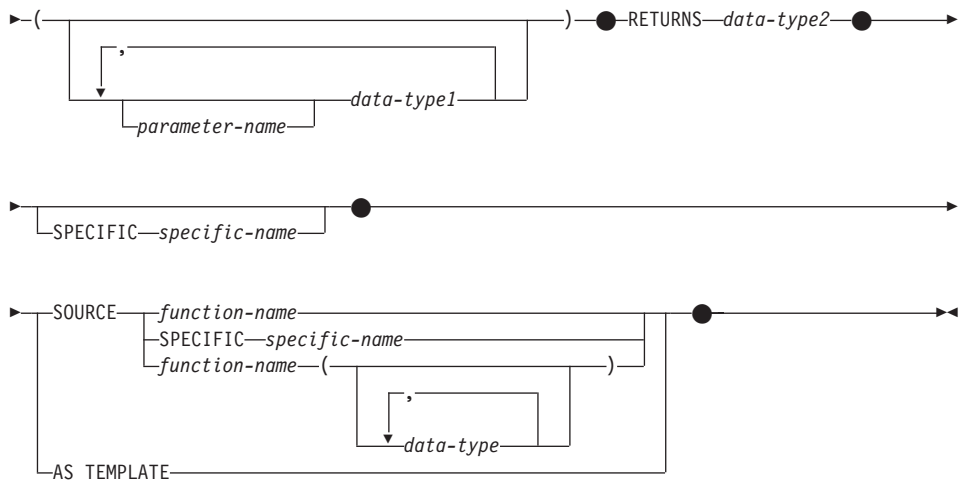 ( ) RETURNS data-type2
,
data-type1
parameter-name
SPECIFIC specific-name
SOURCE function-name
SPECIFIC specific-name
function-name ( )
,
data-type
AS TEMPLATE